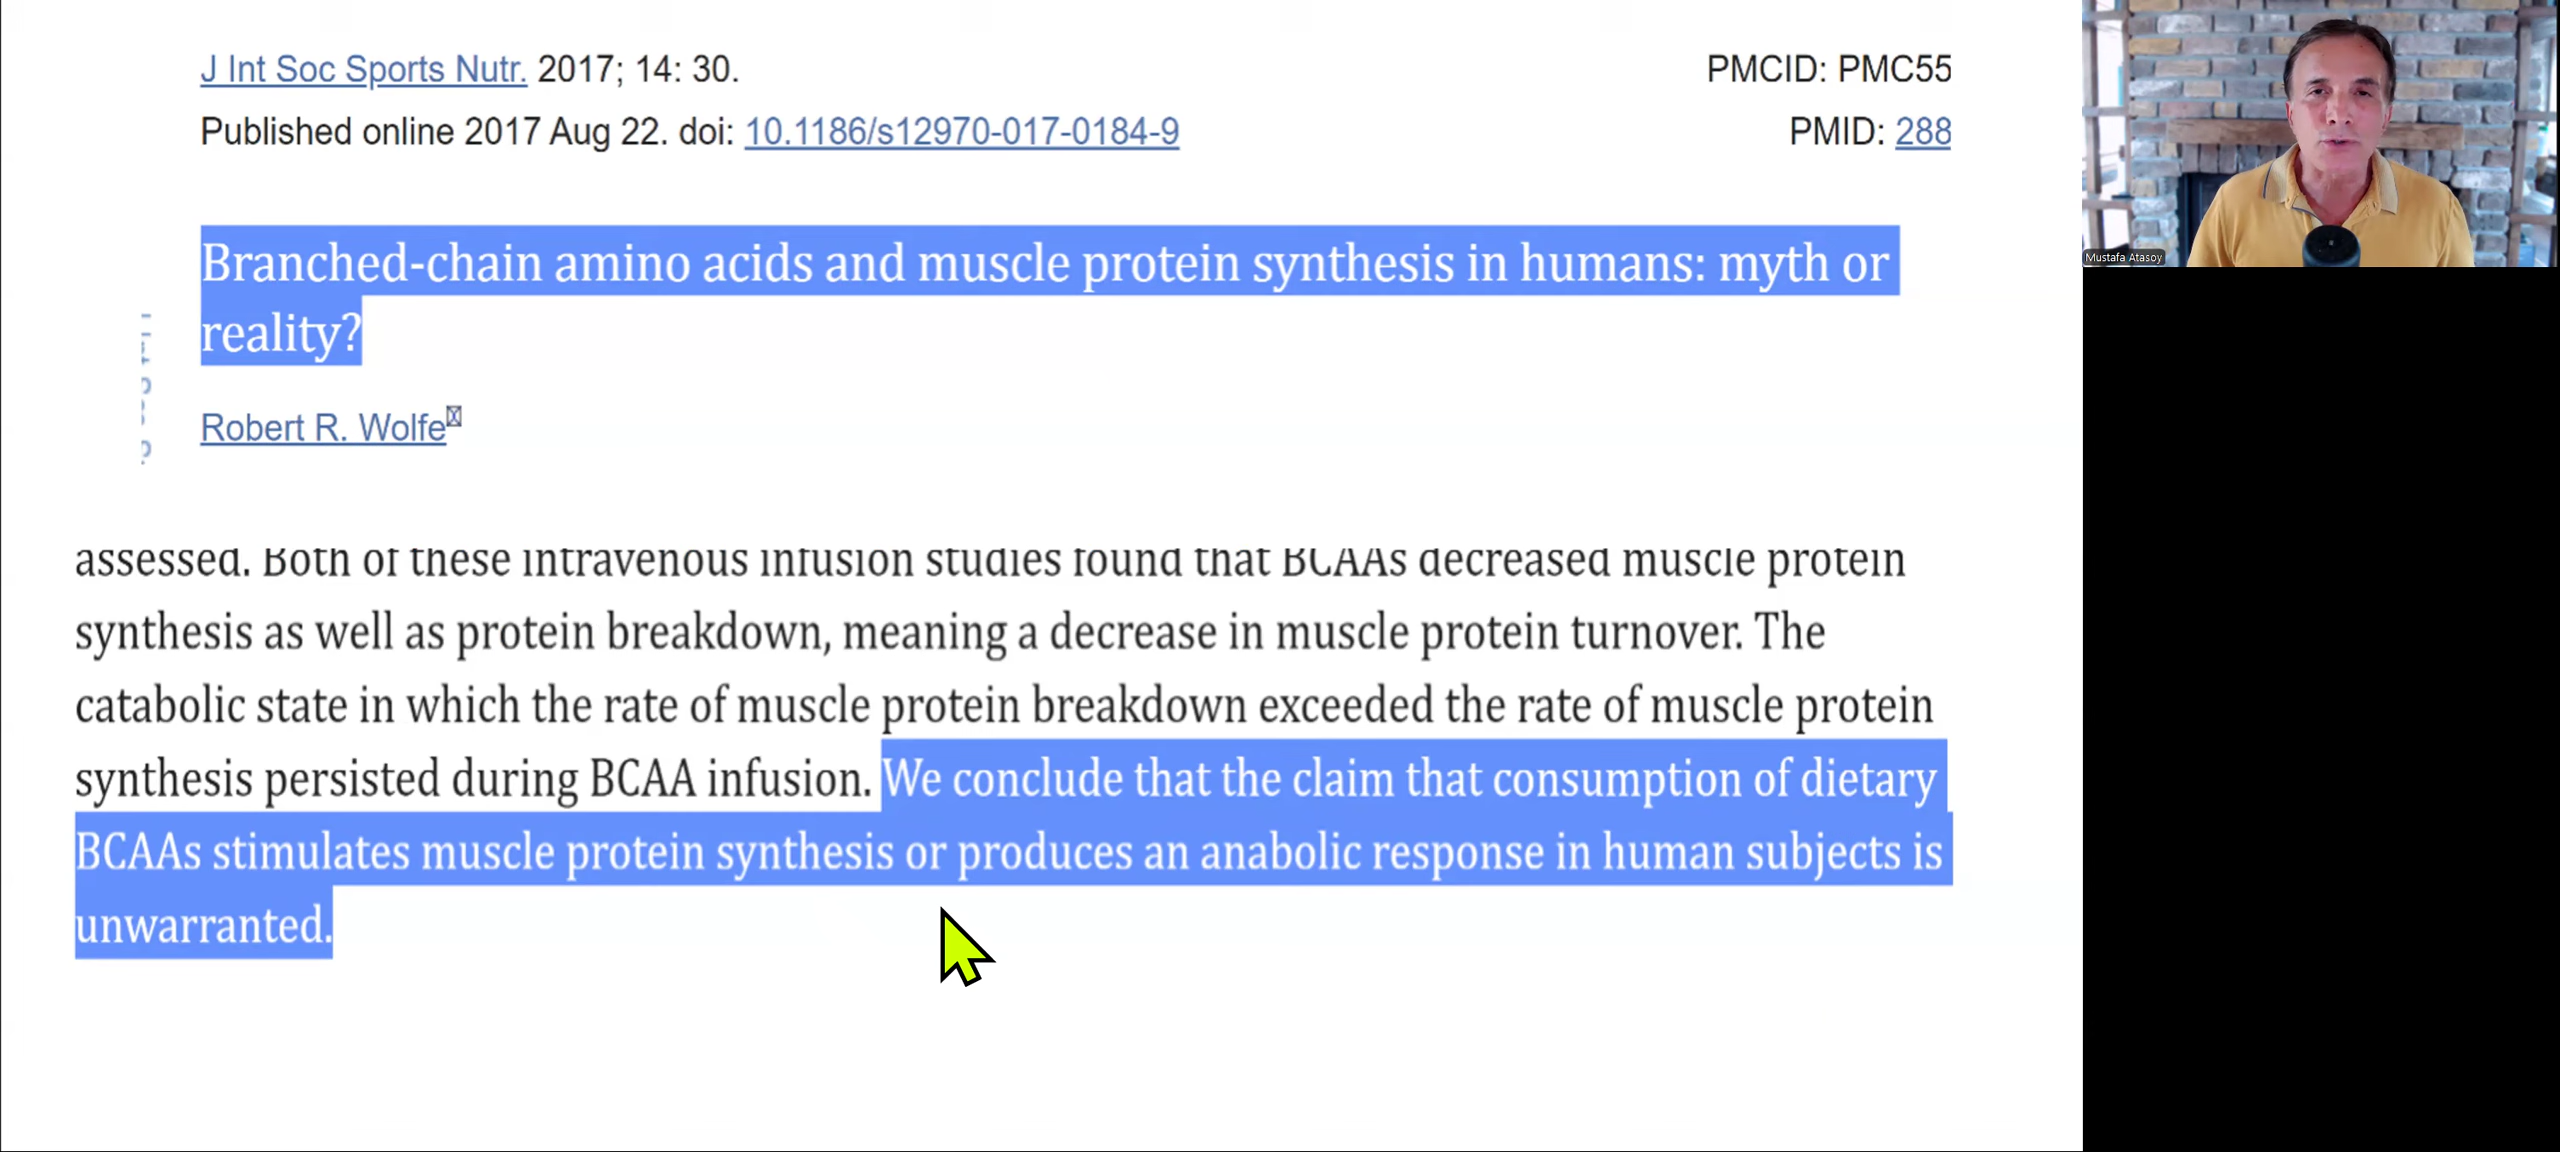 J Int Soc Sports Nutr. 2017; 14: 30.
PMCID: PMC55
Published online 2017 Aug 22. doi: 10.1186/s12970-017-0184-9
PMID: 288
Branched-chain amino acids and muscle protein synthesis in humans: myth or
reality?
Robert R. Wolfe
assessed. Both of these intravenous infusion studies found that BCAAs decreased muscle protein
synthesis as well as protein breakdown, meaning a decrease in muscle protein turnover. The
catabolic state in which the rate of muscle protein breakdown exceeded the rate of muscle protein
synthesis persisted during BCAA infusion. We conclude that the claim that consumption of dietary
BCAAs stimulates muscle protein synthesis or produces an anabolic response in human subjects is
unwarranted.
Mustafa Atasoy